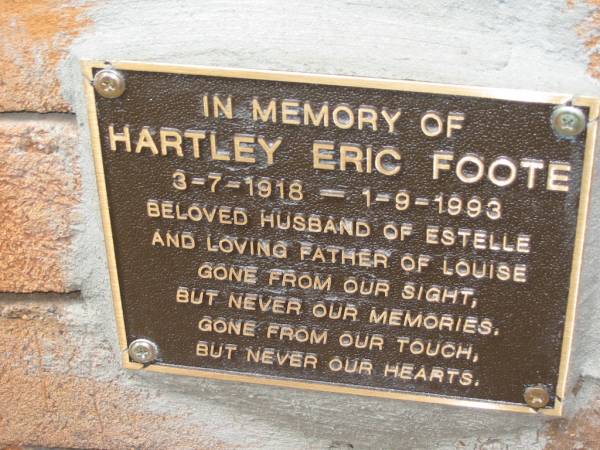 IN MEMORY OF
HARTLEY ERIC FOOTE
3-7-1918 — 1-9-1993
BELOVED HUSBAND OF ESTELLE
AND LOVING FATHER OF LOUISE
GONE FROM OUR SIGHT,
BUT NEVER OUR MEMORIES.
GONE FROM OUR TOUCH,
BUT NEVER OUR HEARTS.